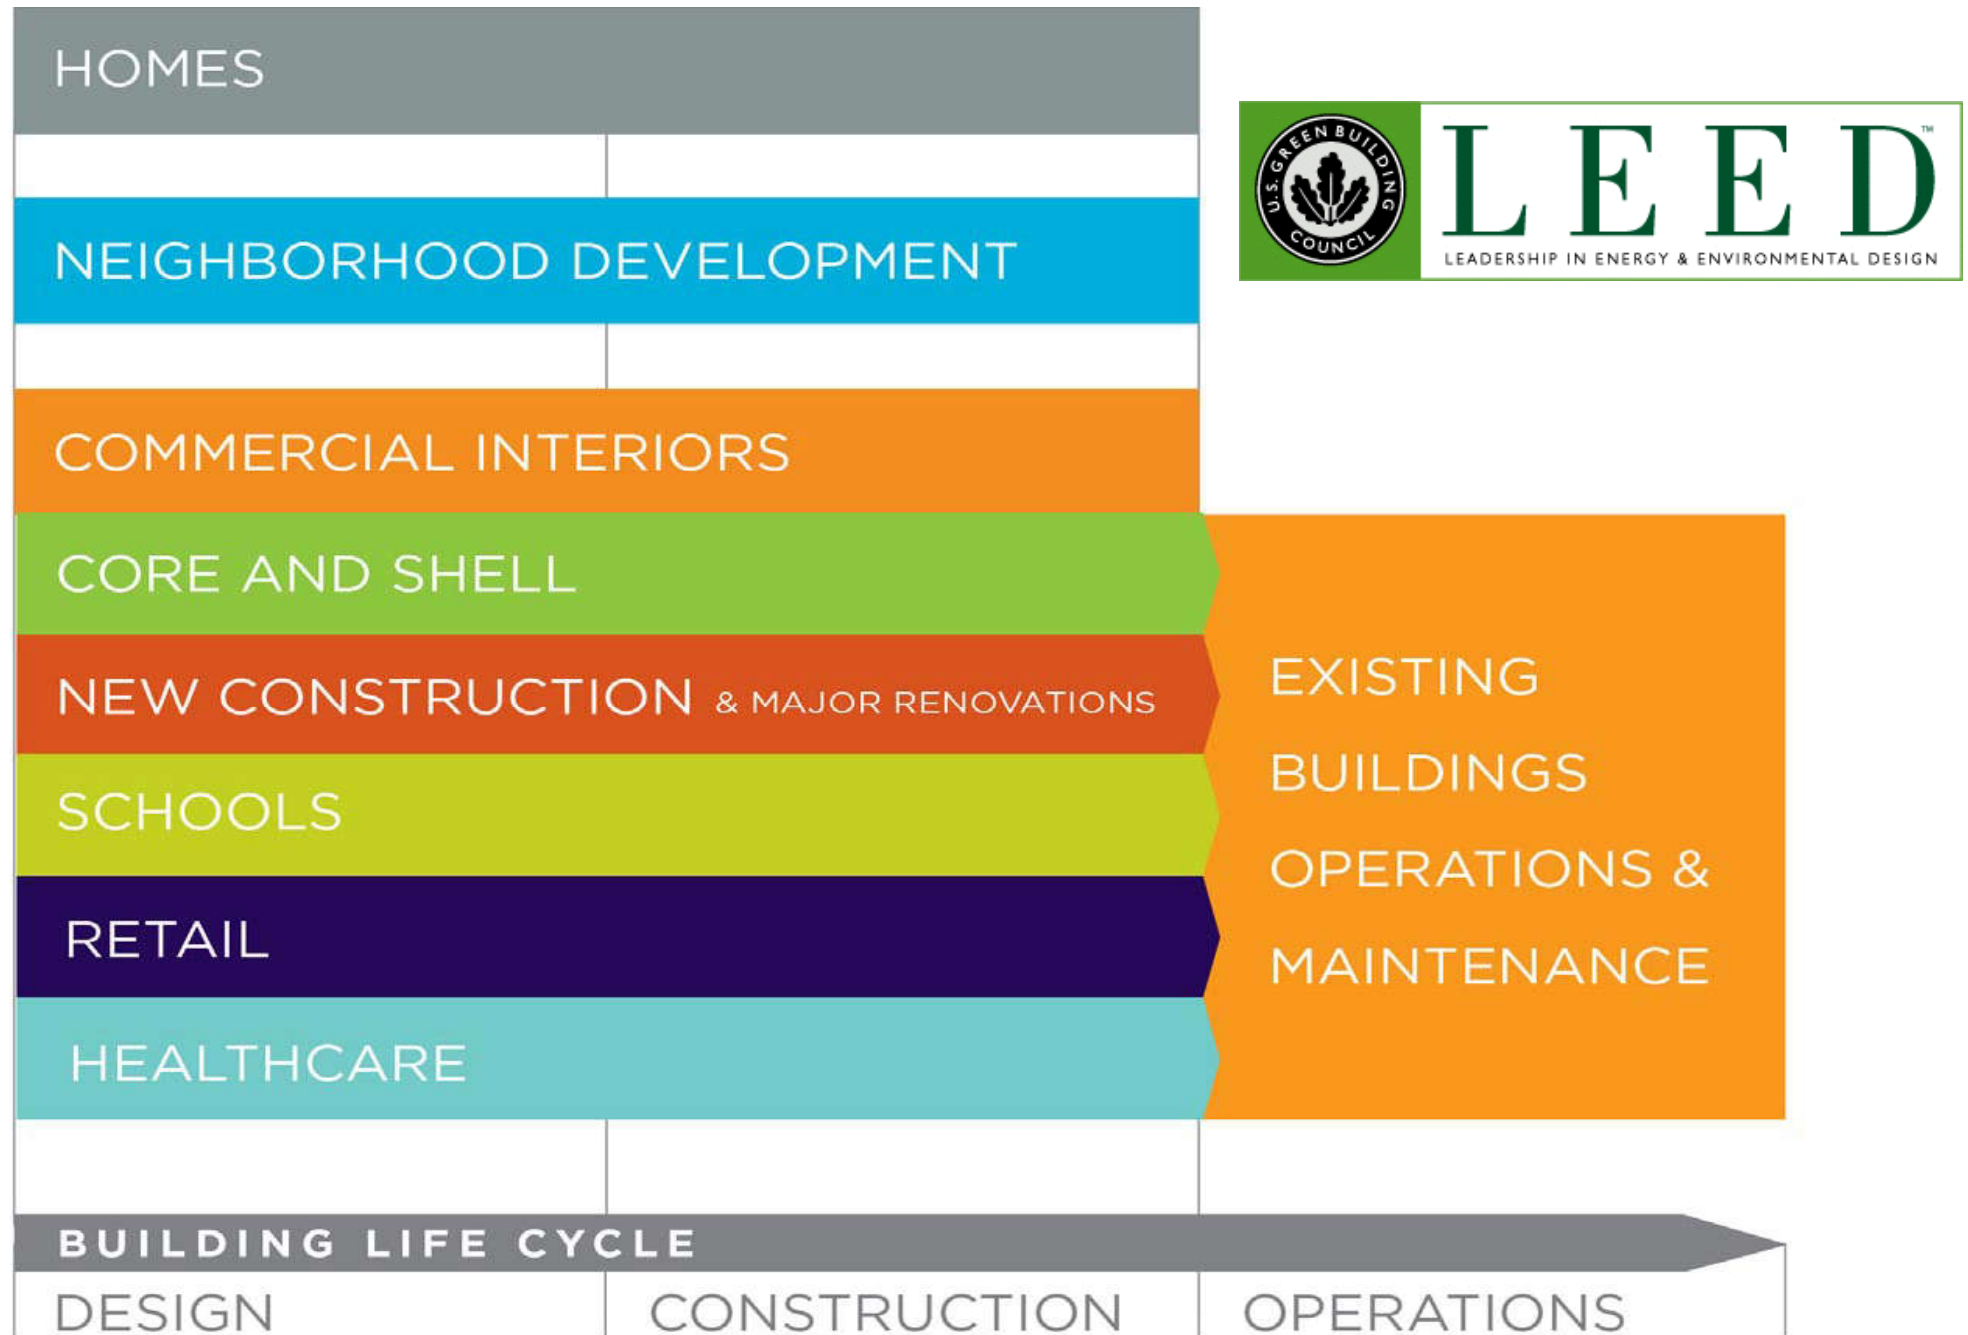 HOMES
U.S. GREEN BUILDING COUNCIL
LEED™
LEADERSHIP IN ENERGY & ENVIRONMENTAL DESIGN
NEIGHBORHOOD DEVELOPMENT
COMMERCIAL INTERIORS
CORE AND SHELL
NEW CONSTRUCTION & MAJOR RENOVATIONS
SCHOOLS
RETAIL
HEALTHCARE
EXISTING
BUILDINGS
OPERATIONS &
MAINTENANCE
BUILDING LIFE CYCLE
DESIGN
CONSTRUCTION
OPERATIONS